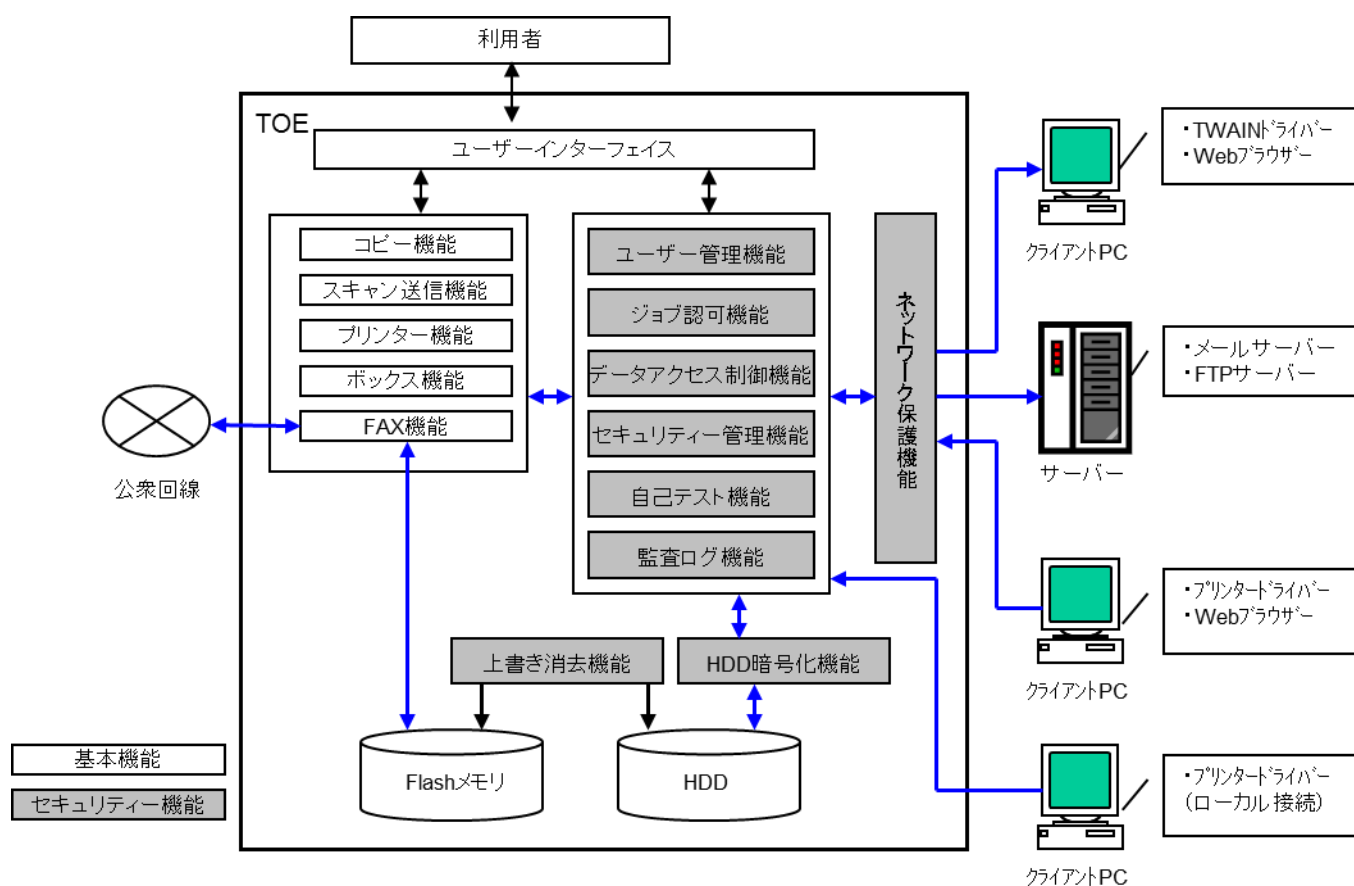 利用者
TOE
ユーザーインターフェイス
コピー機能
スキャン送信機能
プリンター機能
ボックス機能
FAX機能
ユーザー管理機能
ジョブ認可機能
データアクセス制御機能
セキュリティー管理機能
自己テスト機能
監査ログ機能
ネットワーク保護機能
・TWAINドライバー
・Webブラウザー
クライアントPC
・メールサーバー
・FTPサーバー
サーバー
公衆回線
・プリンタードライバー
・Webブラウザー
クライアントPC
上書き消去機能
HDD暗号化機能
Flashメモリ
HDD
基本機能
セキュリティー機能
・プリンタードライバー
(ローカル接続)
クライアントPC